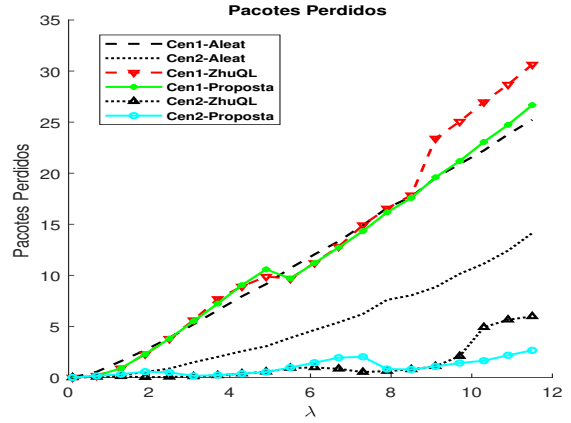 Pacotes Perdidos
Pacotes Perdidos
35
30
25
20
15
10
5
0
Cen1-Aleat
Cen2-Aleat
Cen1-ZhuQL
Cen1-Proposta
Cen2-ZhuQL
Cen2-Proposta
0 2 4 6 8 10 12
λ